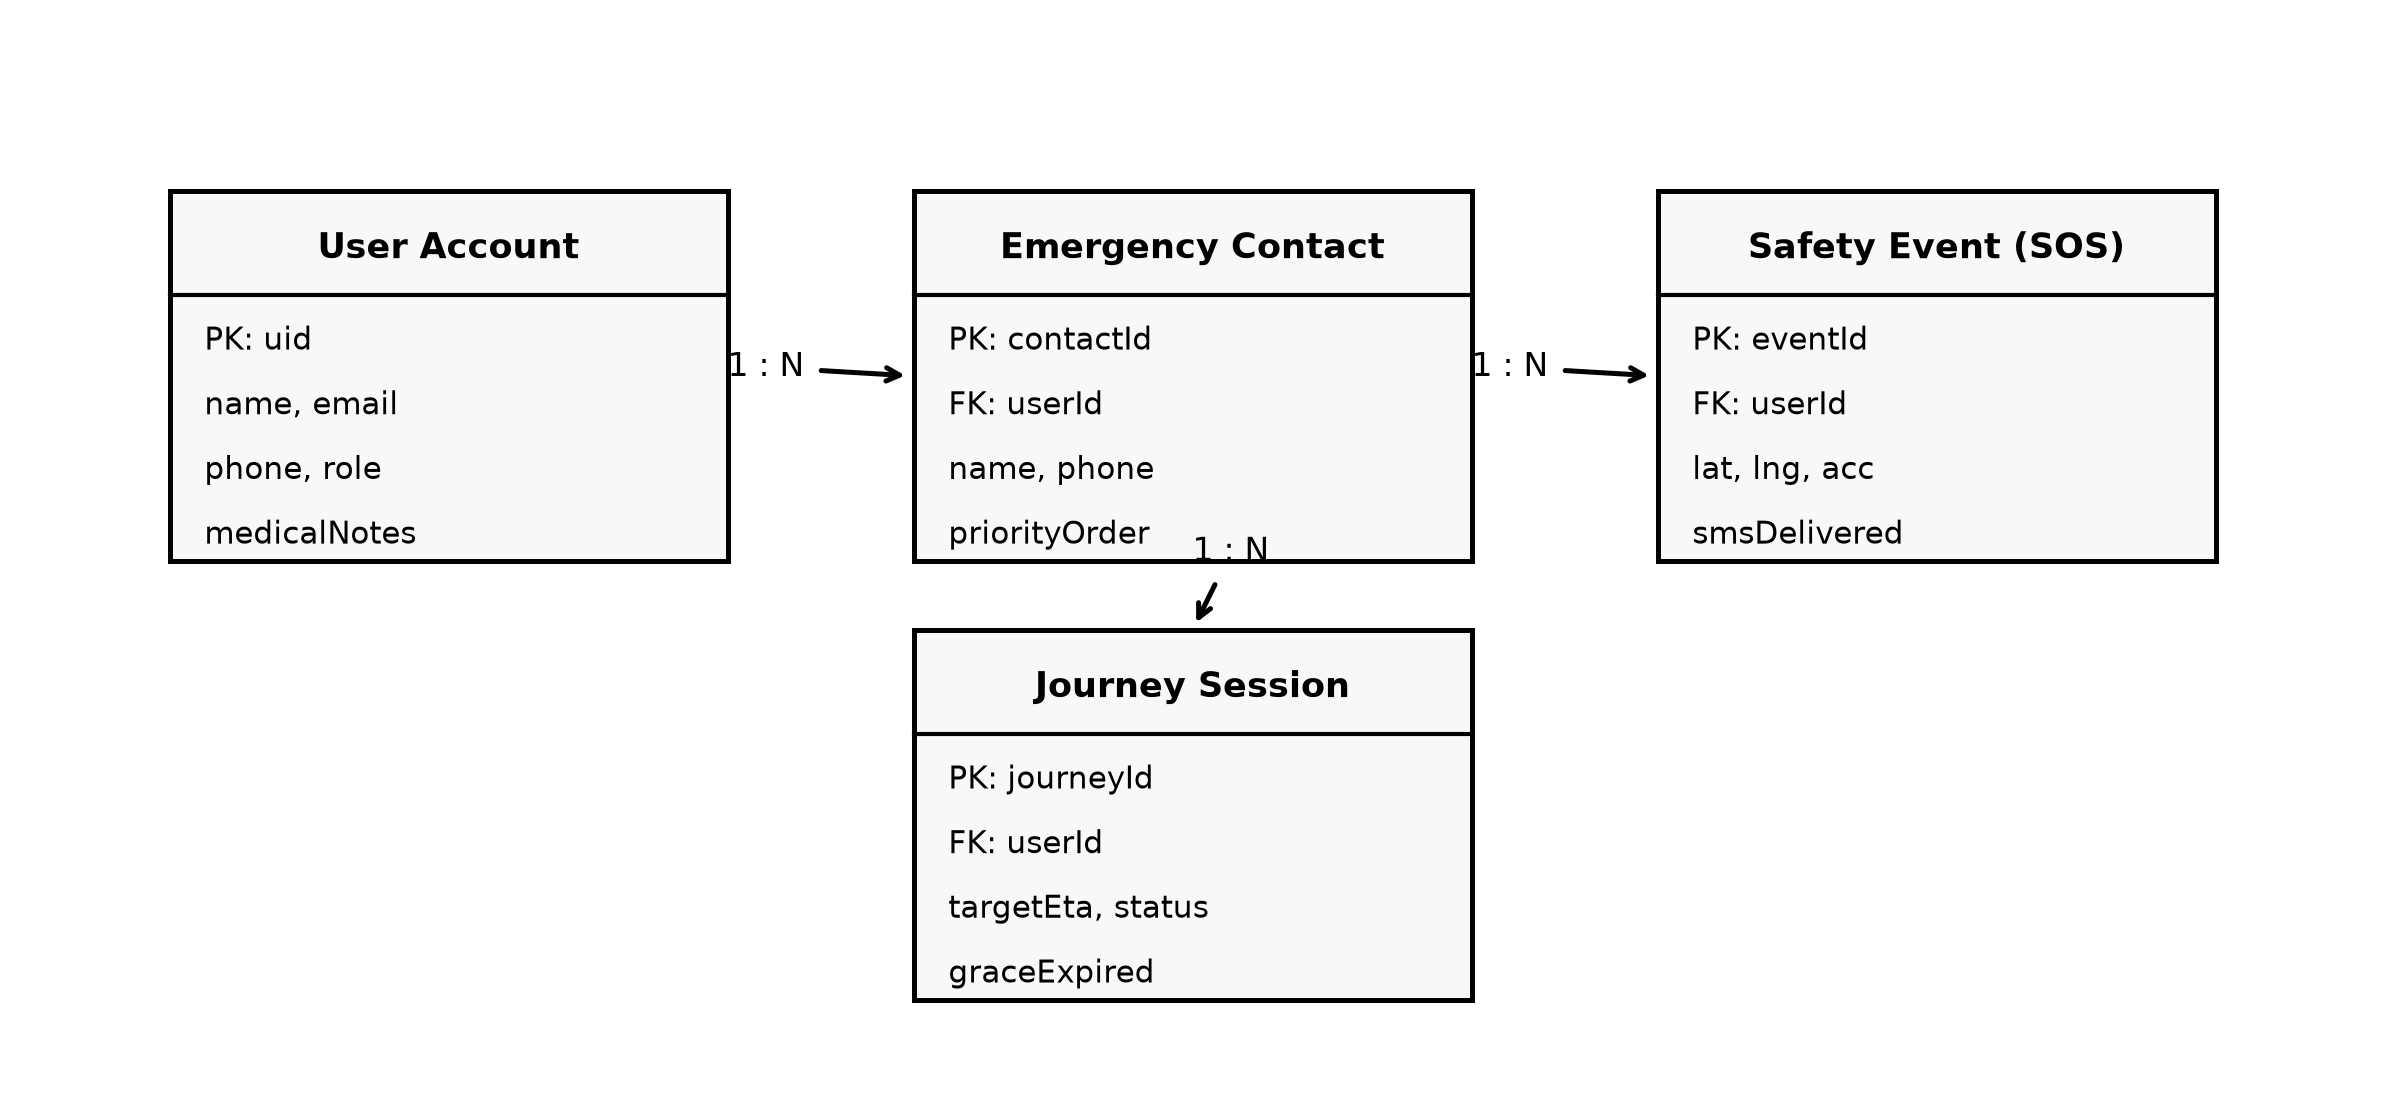 User Account
PK: uid
name, email
phone, role
medicalNotes
1 : N
Emergency Contact
PK: contactId
FK: userId
name, phone
priorityOrder
1 : N
Safety Event (SOS)
PK: eventId
FK: userId
lat, lng, acc
smsDelivered
1 : N
Journey Session
PK: journeyId
FK: userId
targetEta, status
graceExpired